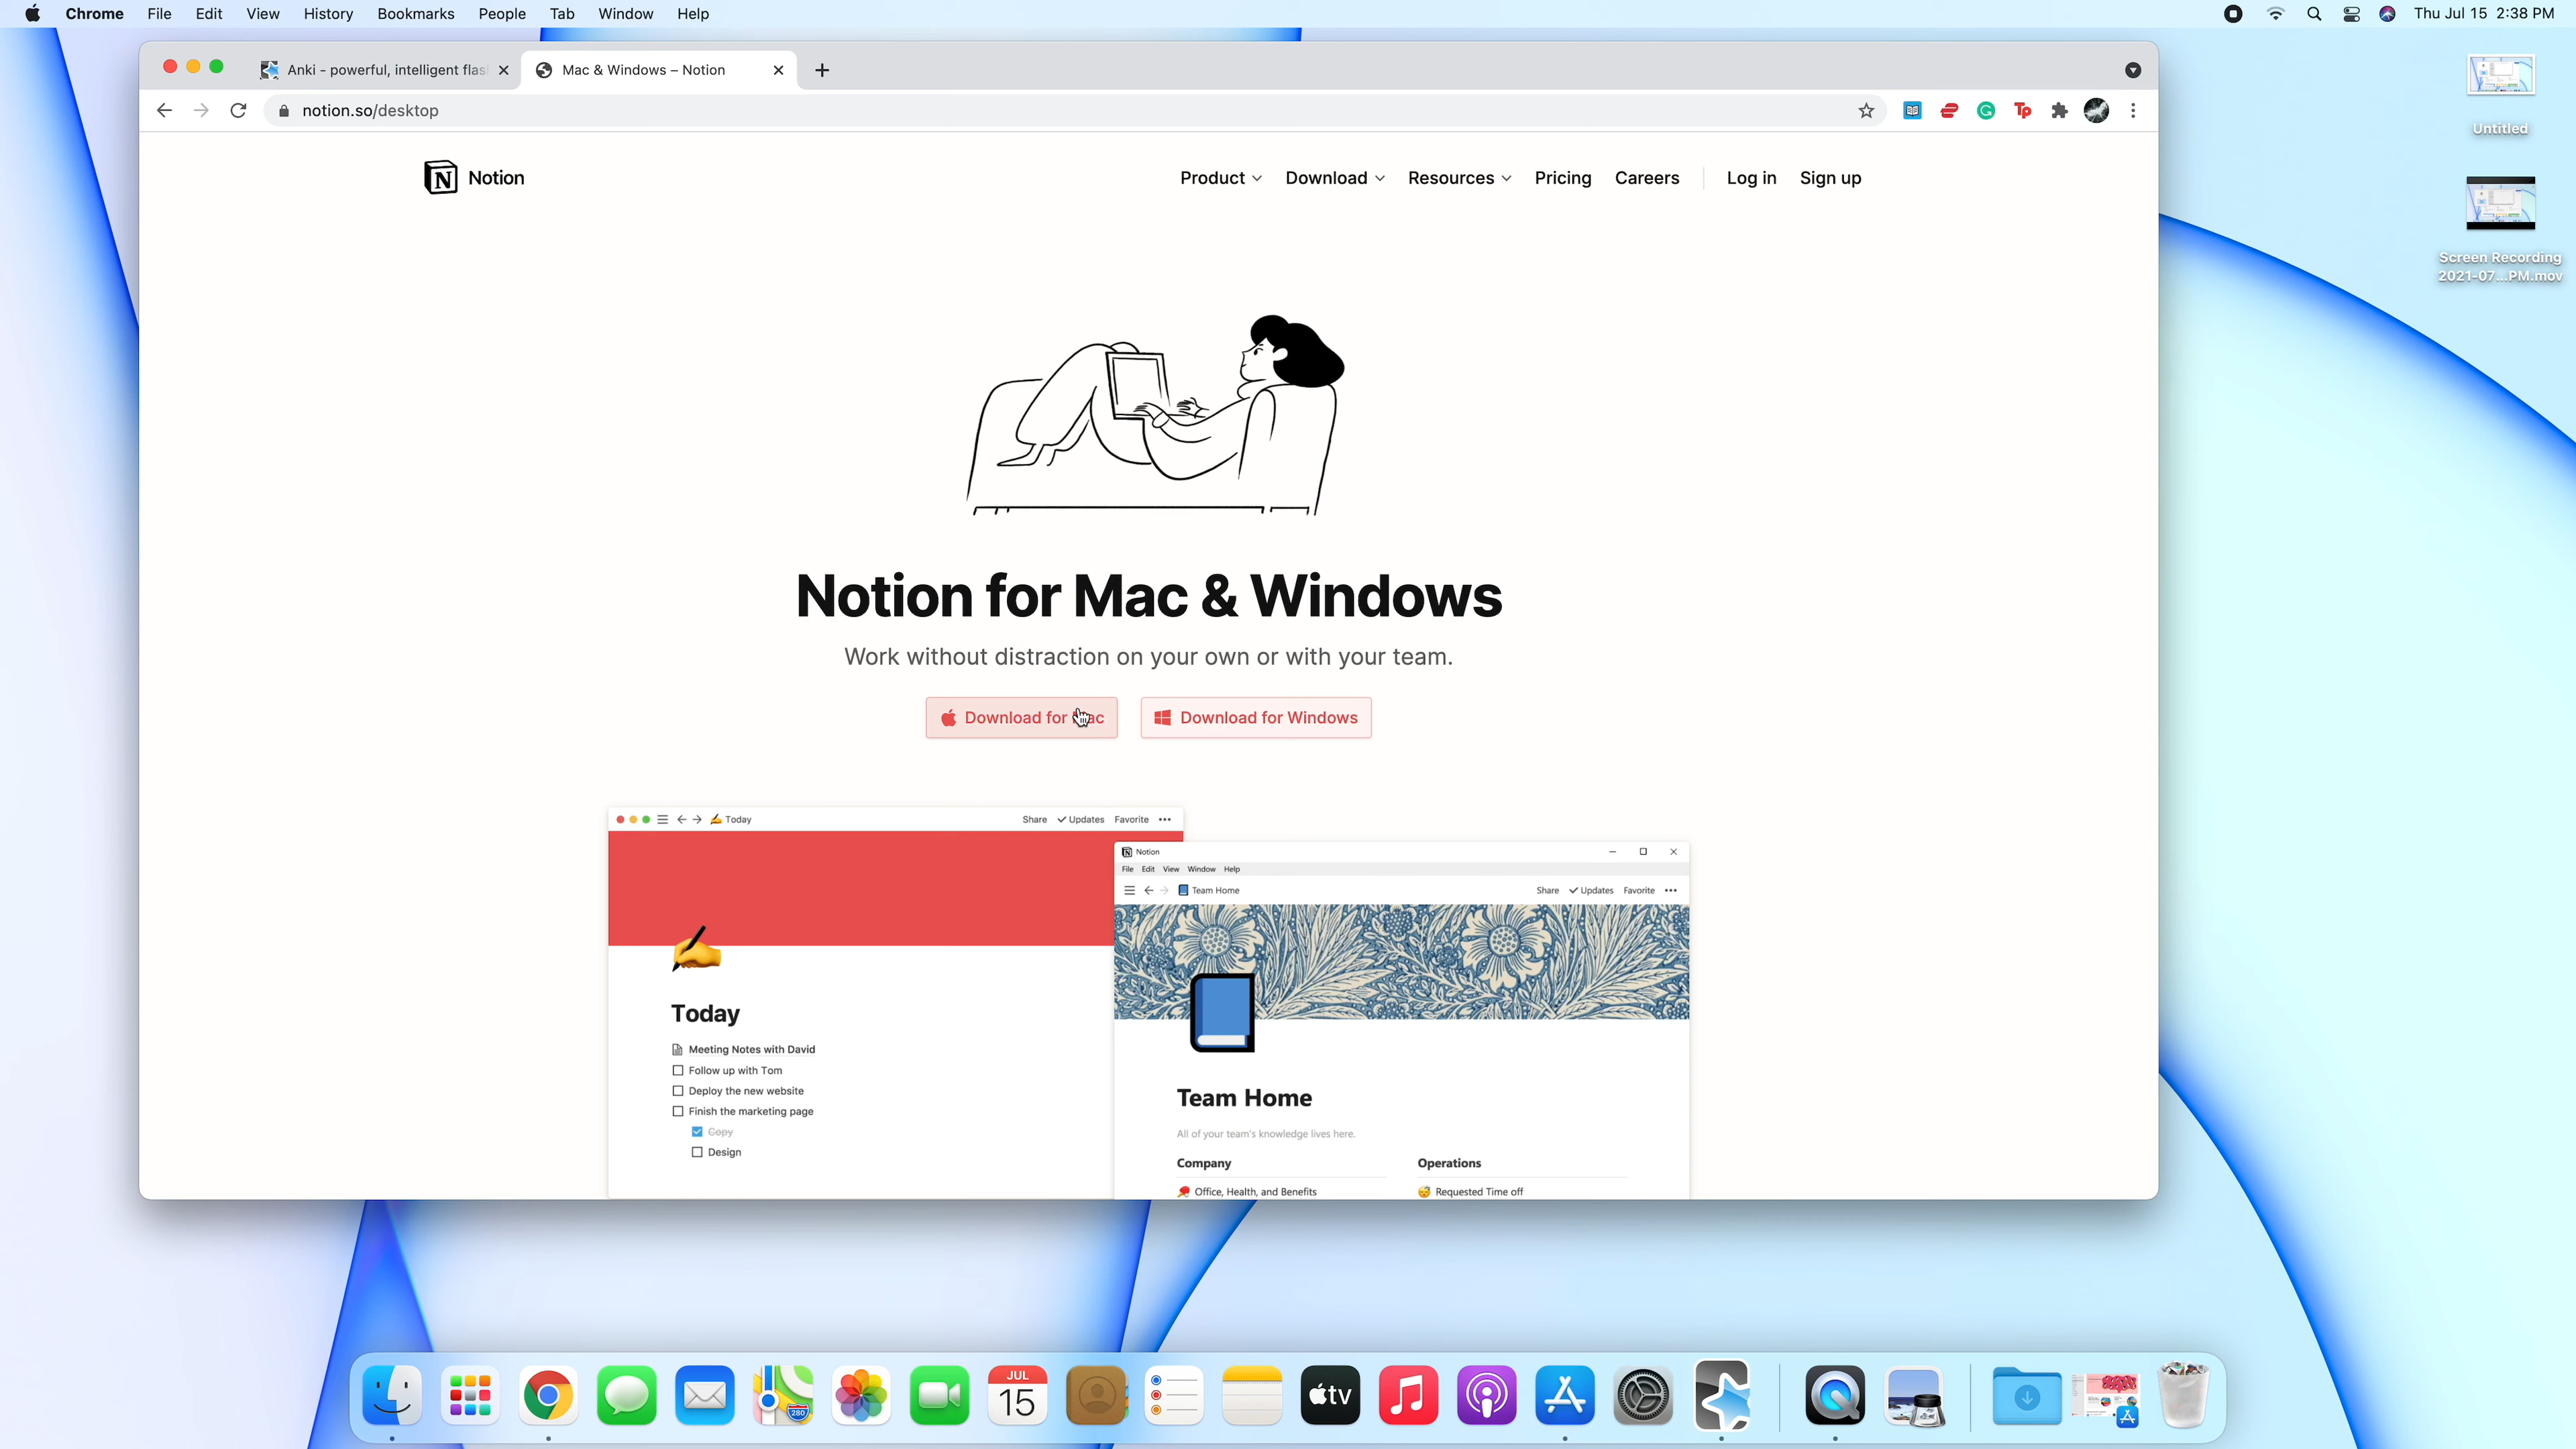 Chrome File Edit View History Bookmarks People Tab Window Help
Thu Jul 15 2:38 PM
Anki - powerful, intelligent flas
Mac & Windows – Notion
notion.so/desktop
Notion
Product Download Resources Pricing Careers Log in Sign up
Untitled
Screen Recording
2021-07...PM.mov
Notion for Mac & Windows
Work without distraction on your own or with your team.
Download for Mac
Download for Windows
Today
Share Updates Favorite
Today
Meeting Notes with David
Follow up with Tom
Deploy the new website
Finish the marketing page
Copy
Design
Notion
File Edit View Window Help
Team Home
Share Updates Favorite
Team Home
All of your team's knowledge lives here.
Company Operations
Office, Health, and Benefits
Requested Time off
280
JUL
15
tv